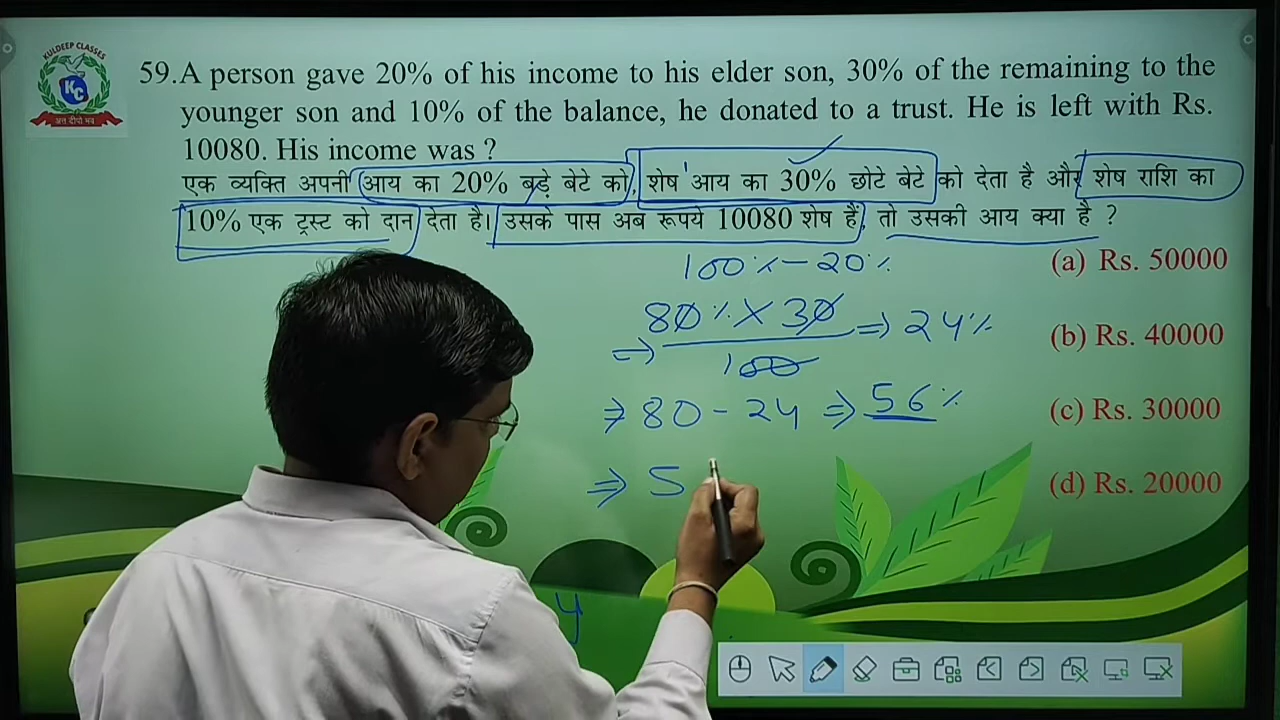 KULDEEP CLASSES
KC
अत्त दीपो भव
59.A person gave 20% of his income to his elder son, 30% of the remaining to the
younger son and 10% of the balance, he donated to a trust. He is left with Rs.
10080. His income was ?
एक व्यक्ति अपनी आय का 20% बड़े बेटे को, शेष आय का 30% छोटे बेटे को देता है और शेष राशि का
10% एक ट्रस्ट को दान देता है। उसके पास अब रूपये 10080 शेष हैं, तो उसकी आय क्या है ?
100% - 20%
(a) Rs. 50000
⇒ 80% × 30 / 100 ⇒ 24%
(b) Rs. 40000
⇒ 80 - 24 ⇒ 56%
(c) Rs. 30000
⇒ 5
(d) Rs. 20000